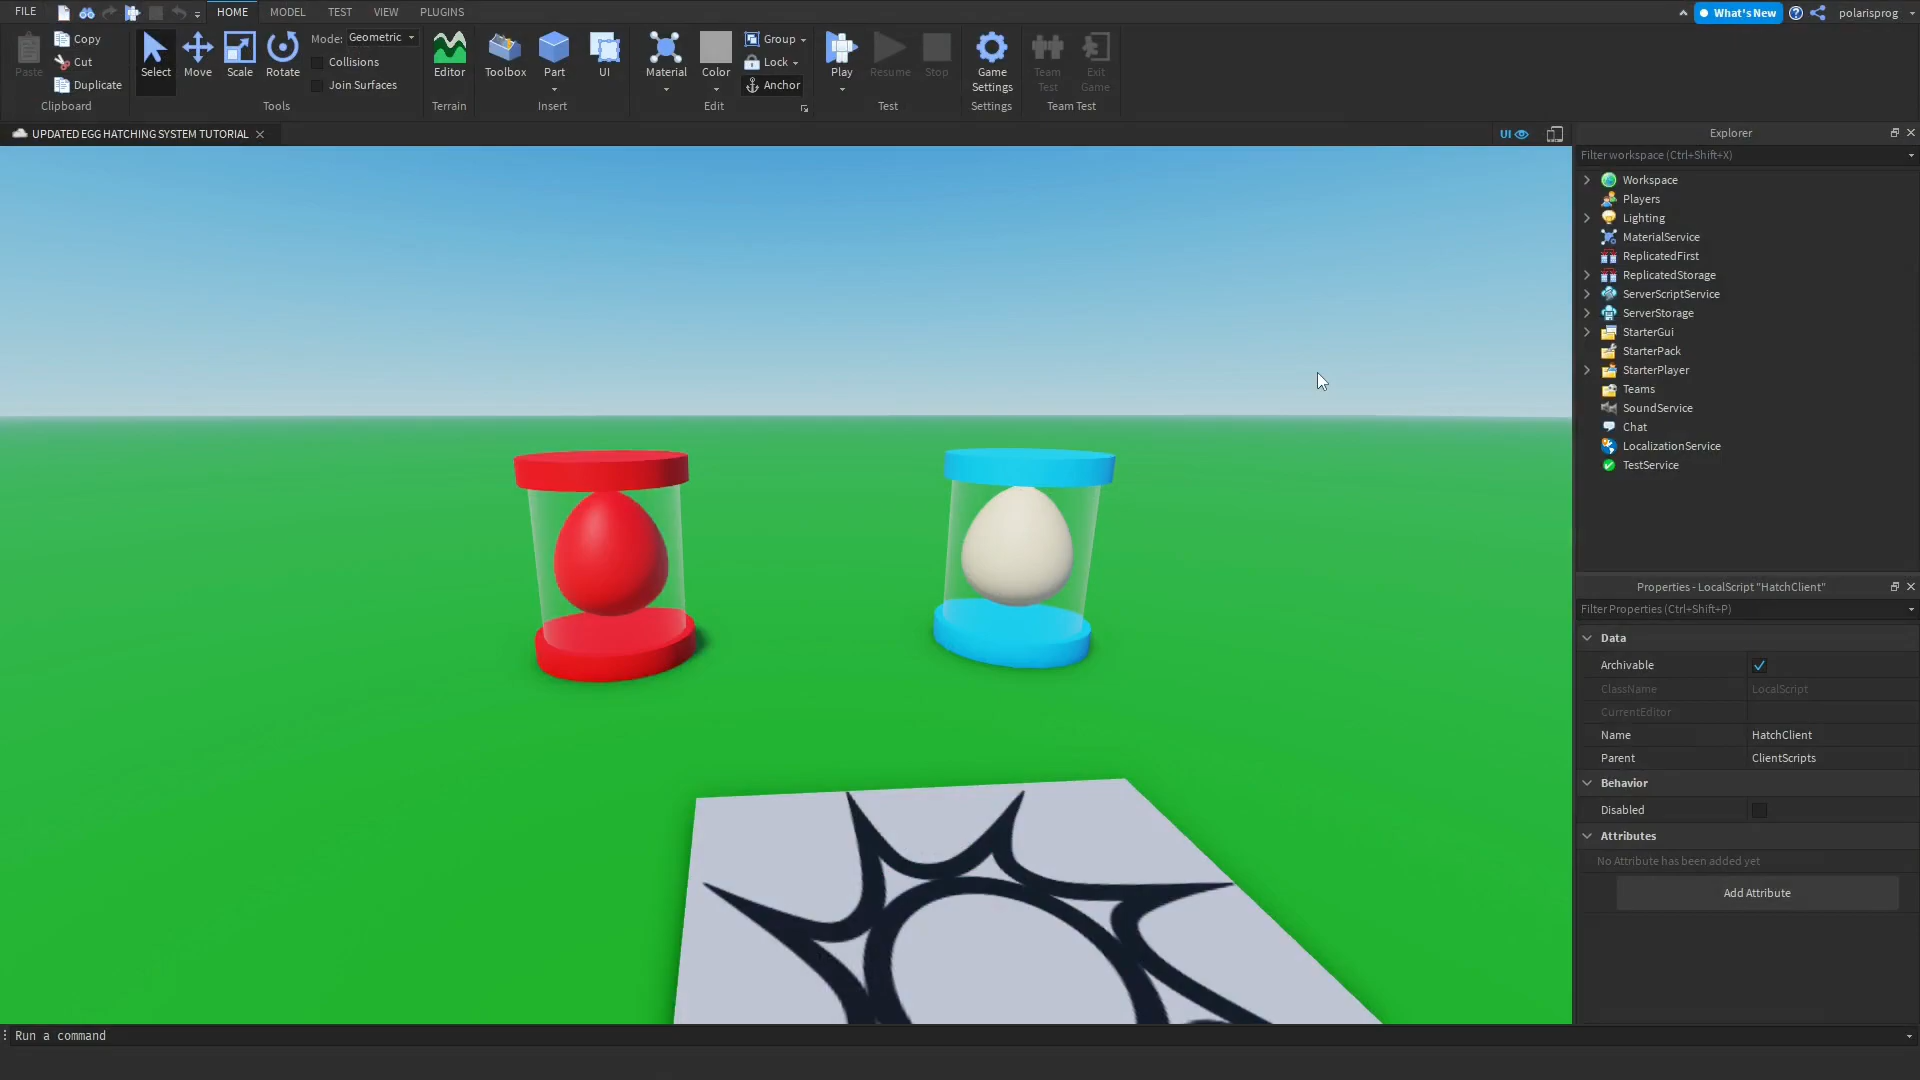 FILE
HOME
MODEL
TEST
VIEW
PLUGINS
What's New
polarisprog
Paste
Copy
Cut
Duplicate
Clipboard
Select
Move
Scale
Rotate
Mode: Geometric
Collisions
Join Surfaces
Tools
Editor
Terrain
Toolbox
Part
UI
Insert
Material
Color
Group
Lock
Anchor
Edit
Play
Resume
Stop
Test
Game
Settings
Settings
Team
Test
Exit
Game
Team Test
UPDATED EGG HATCHING SYSTEM TUTORIAL
UI
Explorer
Filter workspace (Ctrl+Shift+X)
Workspace
Players
Lighting
MaterialService
ReplicatedFirst
ReplicatedStorage
ServerScriptService
ServerStorage
StarterGui
StarterPack
StarterPlayer
Teams
SoundService
Chat
LocalizationService
TestService
Properties - LocalScript "HatchClient"
Filter Properties (Ctrl+Shift+P)
Data
Archivable
ClassName LocalScript
CurrentEditor
Name HatchClient
Parent ClientScripts
Behavior
Disabled
Attributes
No Attribute has been added yet
Add Attribute
Run a command